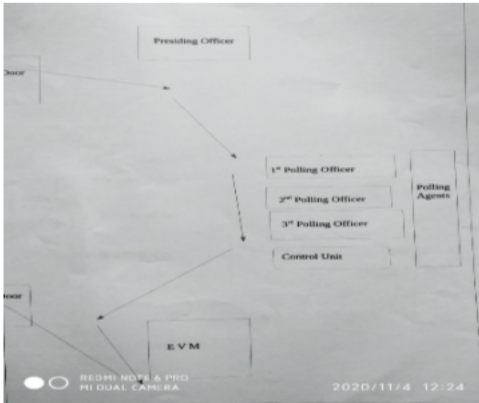 Presiding Officer
Door
1st Polling Officer
2nd Polling Officer
3rd Polling Officer
Control Unit
Polling
Agents
Door
EVM
REDMI NOTE 6 PRO
MI DUAL CAMERA
2020/11/4 12:24